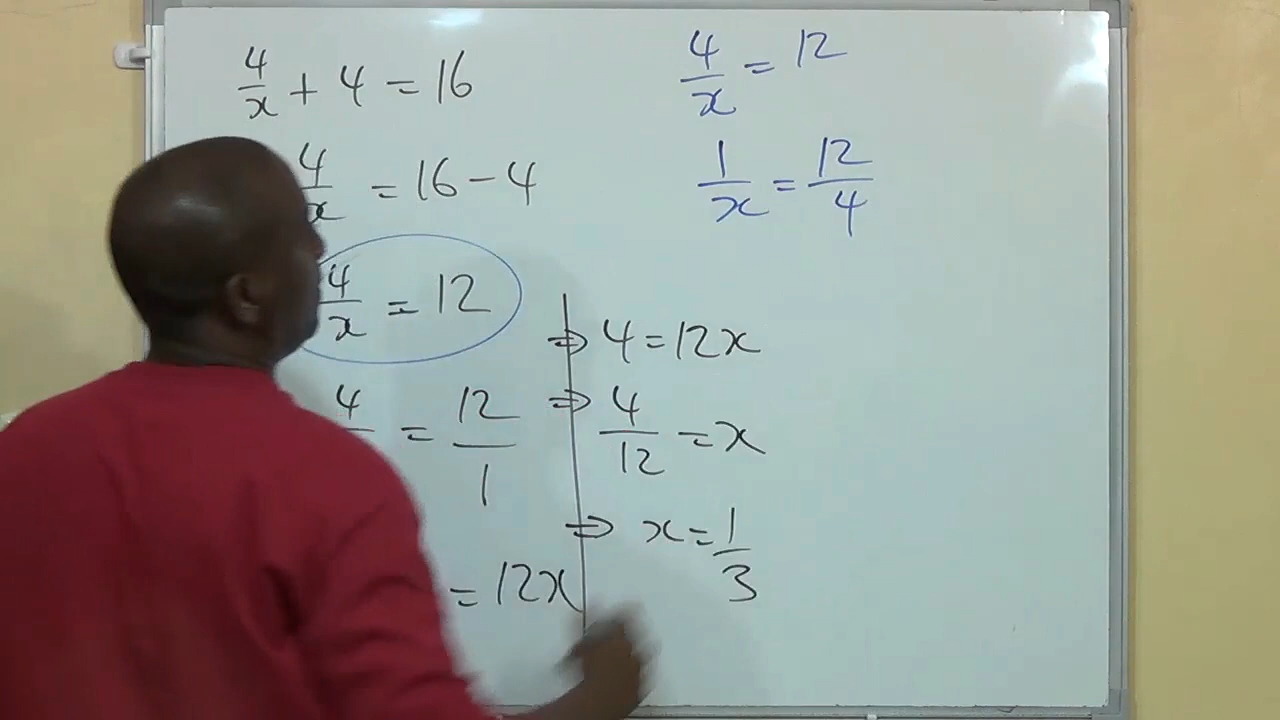 4/x + 4 = 16
4/x = 16 - 4
4/x = 12
4 = 12/1
= 12x
⇒ 4 = 12x
⇒ 4/12 = x
⇒ x = 1/3
4/x = 12
1/x = 12/4